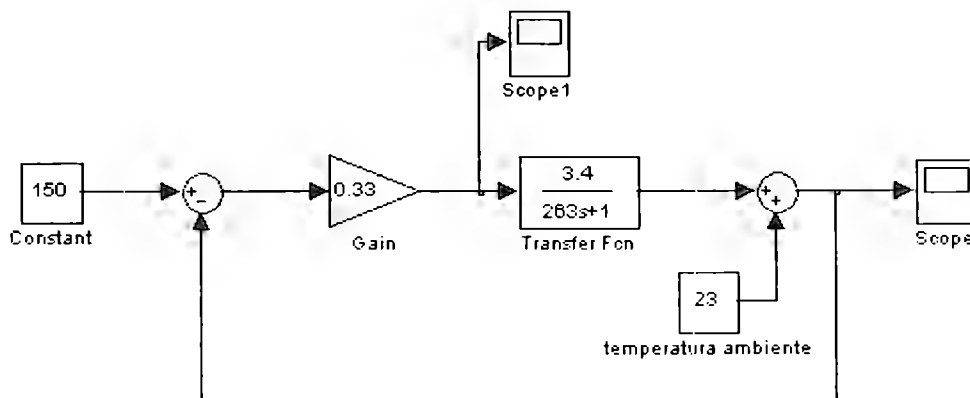 Scope1
150
+
−
0.33
3.4
263s+1
+
+
Constant
Gain
Transfer Fcn
Scope
23
temperatura ambiente